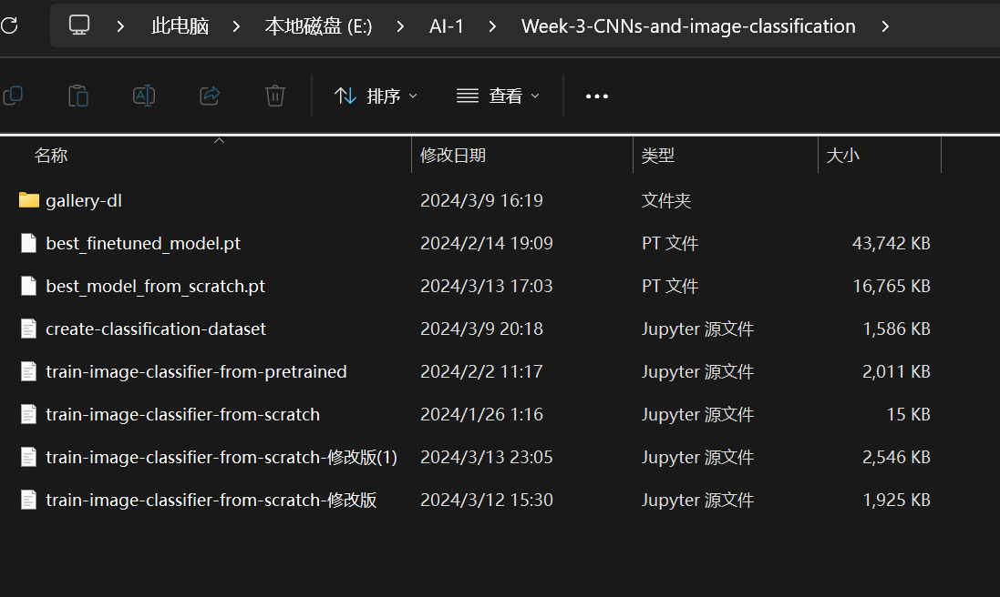 此电脑 本地磁盘 (E:) AI-1 Week-3-CNNs-and-image-classification
排序 查看
名称 修改日期 类型 大小
gallery-dl 2024/3/9 16:19 文件夹
best_finetuned_model.pt 2024/2/14 19:09 PT 文件 43,742 KB
best_model_from_scratch.pt 2024/3/13 17:03 PT 文件 16,765 KB
create-classification-dataset 2024/3/9 20:18 Jupyter 源文件 1,586 KB
train-image-classifier-from-pretrained 2024/2/2 11:17 Jupyter 源文件 2,011 KB
train-image-classifier-from-scratch 2024/1/26 1:16 Jupyter 源文件 15 KB
train-image-classifier-from-scratch-修改版(1) 2024/3/13 23:05 Jupyter 源文件 2,546 KB
train-image-classifier-from-scratch-修改版 2024/3/12 15:30 Jupyter 源文件 1,925 KB